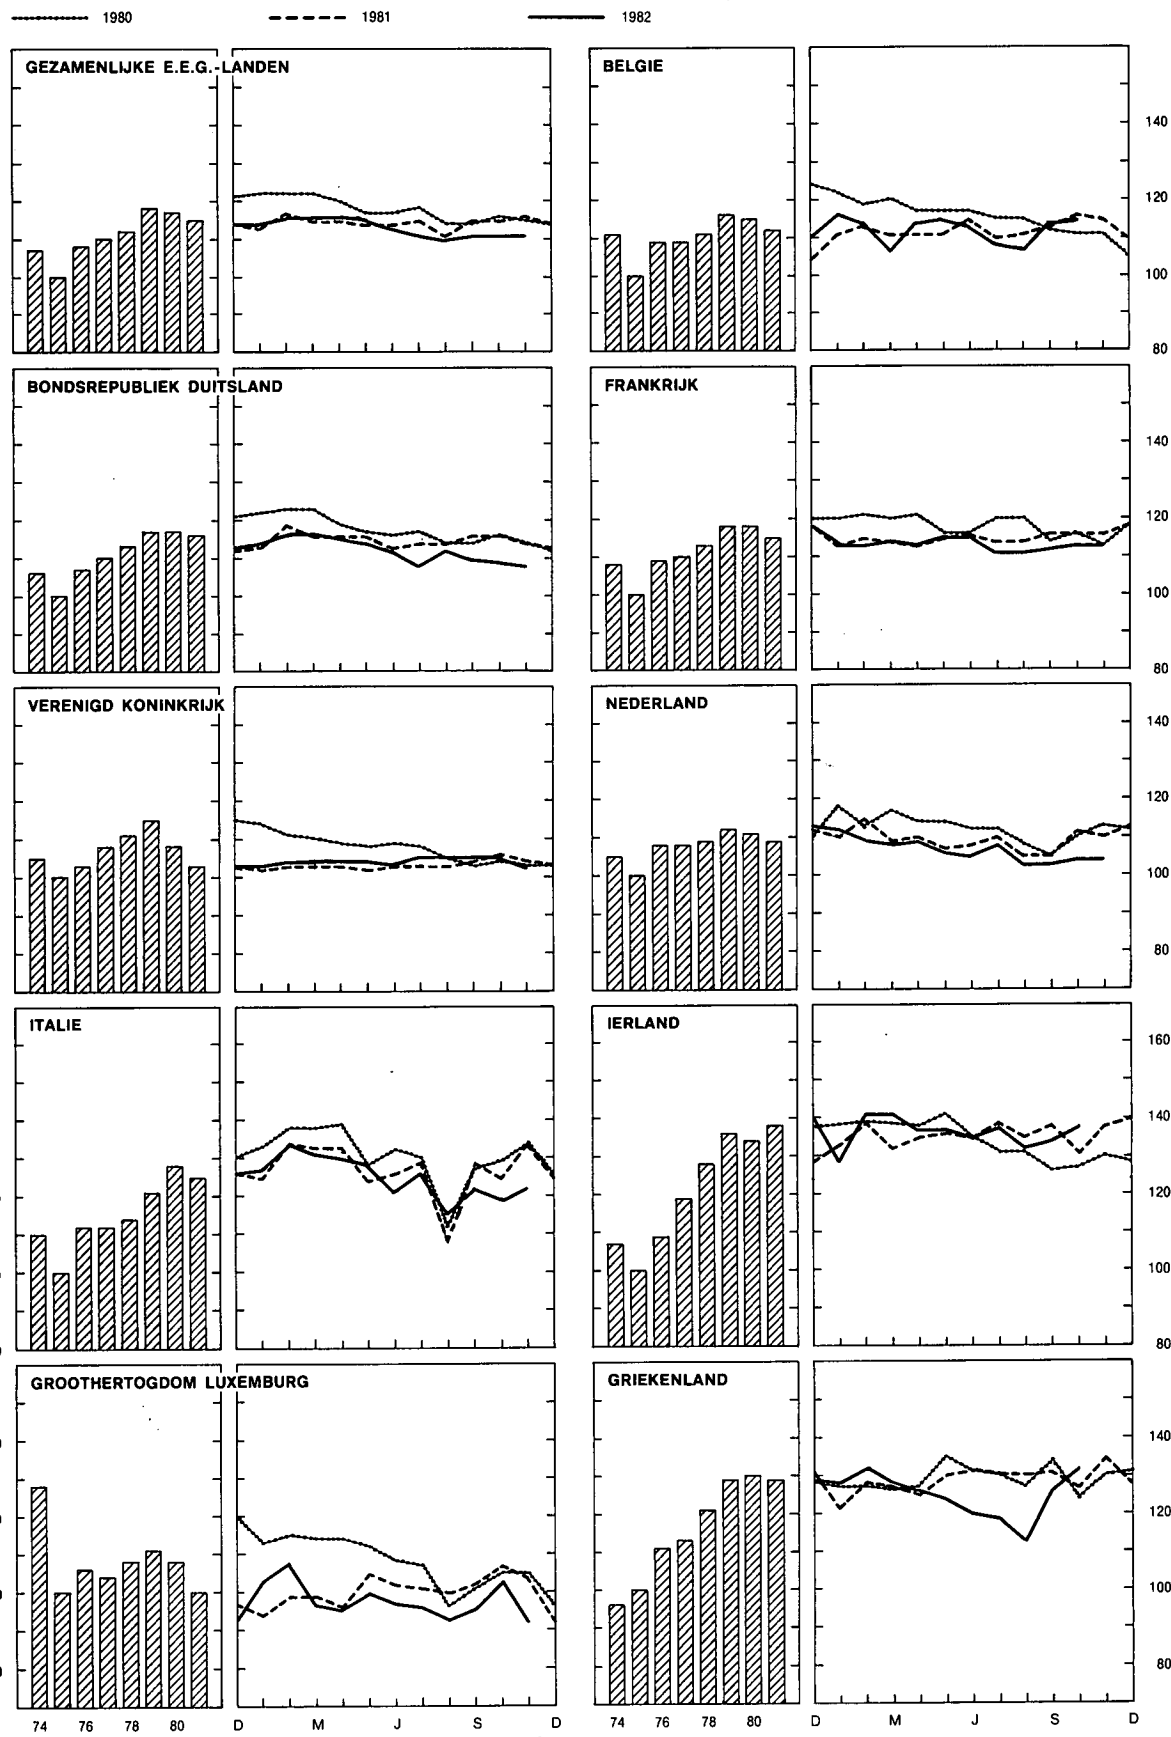 1980 1981 1982
GEZAMENLIJKE E.E.G.-LANDEN
BELGIE
140
120
100
80
BONDSREPUBLIEK DUITSLAND
FRANKRIJK
140
120
100
80
VERENIGD KONINKRIJK
NEDERLAND
140
120
100
80
ITALIE
IERLAND
160
140
120
100
80
GROOTHERTOGDOM LUXEMBURG
GRIEKENLAND
140
120
100
80
74 76 78 80 D M J S D 74 76 78 80 D M J S D